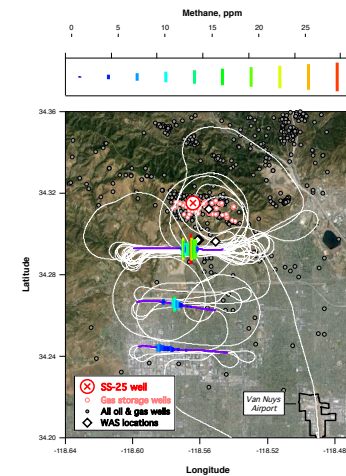 Methane, ppm
0 5 10 15 20 25
34.36
34.32
34.28
34.24
34.20
Latitude
SS-25 well
Gas storage wells
All oil & gas wells
WAS locations
Van Nuys
Airport
-118.64 -118.60 -118.56 -118.52 -118.48
Longitude